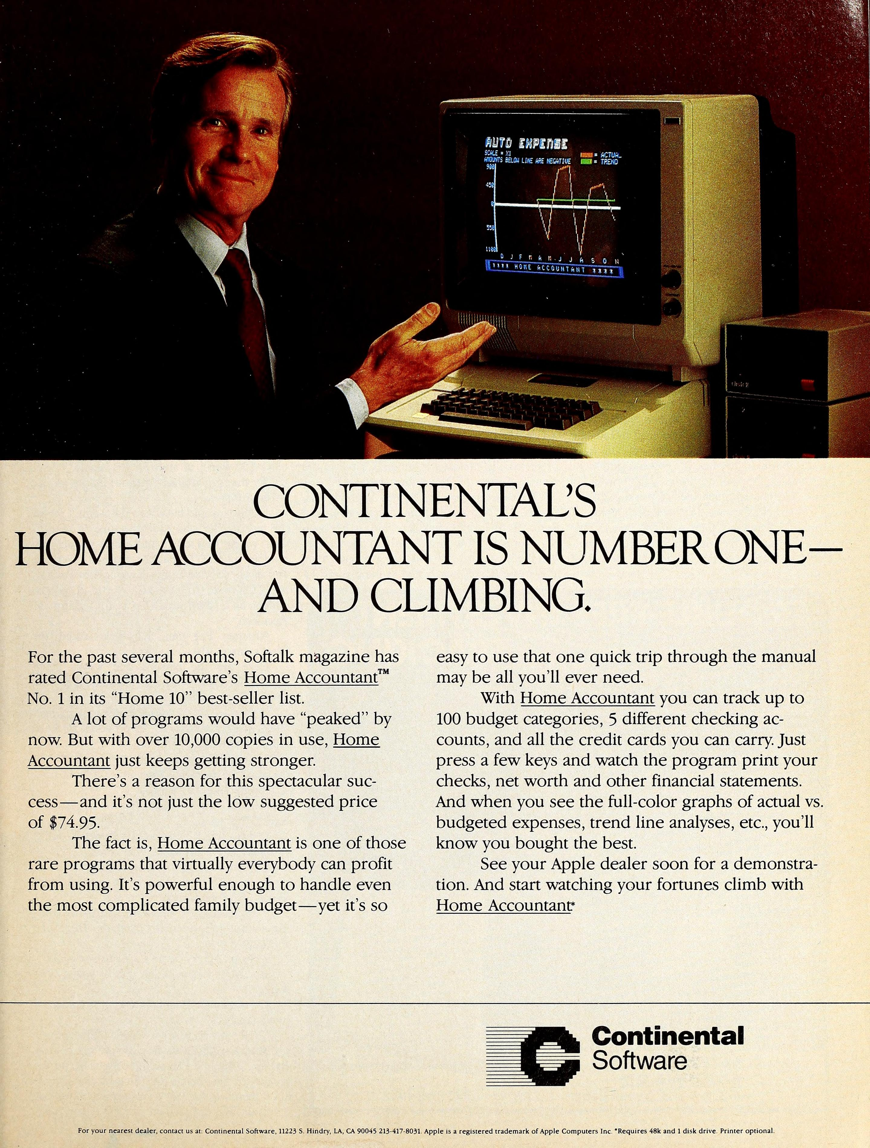 AUTO EXPENSE
SCALE = X1
AMOUNTS BELOW LINE ARE NEGATIVE
= ACTUAL
= TREND
900
450
0
550
1100
D J F M A M J J A S O N
**** HOME ACCOUNTANT ****
CONTINENTAL'S
HOME ACCOUNTANT IS NUMBER ONE—
AND CLIMBING.
For the past several months, Softalk magazine has
rated Continental Software's Home Accountant™
No. 1 in its “Home 10” best-seller list.
A lot of programs would have “peaked” by
now. But with over 10,000 copies in use, Home
Accountant just keeps getting stronger.
There's a reason for this spectacular suc-
cess—and it's not just the low suggested price
of $74.95.
The fact is, Home Accountant is one of those
rare programs that virtually everybody can profit
from using. It's powerful enough to handle even
the most complicated family budget—yet it's so
easy to use that one quick trip through the manual
may be all you'll ever need.
With Home Accountant you can track up to
100 budget categories, 5 different checking ac-
counts, and all the credit cards you can carry. Just
press a few keys and watch the program print your
checks, net worth and other financial statements.
And when you see the full-color graphs of actual vs.
budgeted expenses, trend line analyses, etc., you'll
know you bought the best.
See your Apple dealer soon for a demonstra-
tion. And start watching your fortunes climb with
Home Accountant*
Continental
Software
For your nearest dealer, contact us at: Continental Software, 11223 S. Hindry, LA, CA 90045 213-417-8031. Apple is a registered trademark of Apple Computers Inc. *Requires 48k and 1 disk drive. Printer optional.